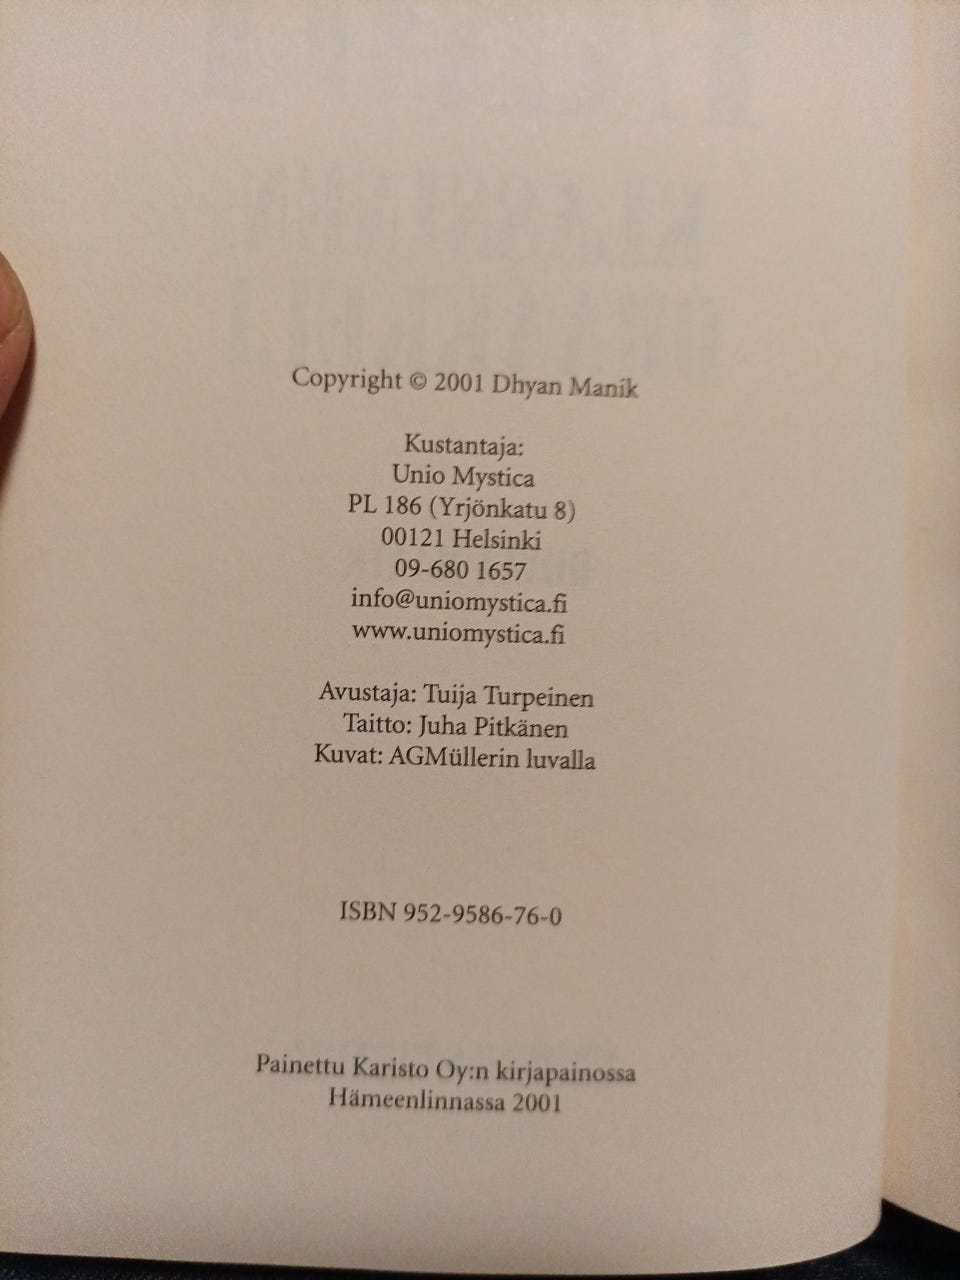 Copyright © 2001 Dhyan Manik
Kustantaja:
Unio Mystica
PL 186 (Yrjönkatu 8)
00121 Helsinki
09-680 1657
info@uniomystica.fi
www.uniomystica.fi
Avustaja: Tuija Turpeinen
Taitto: Juha Pitkänen
Kuvat: AGMüllerin luvalla
ISBN 952-9586-76-0
Painettu Karisto Oy:n kirjapainossa
Hämeenlinnassa 2001